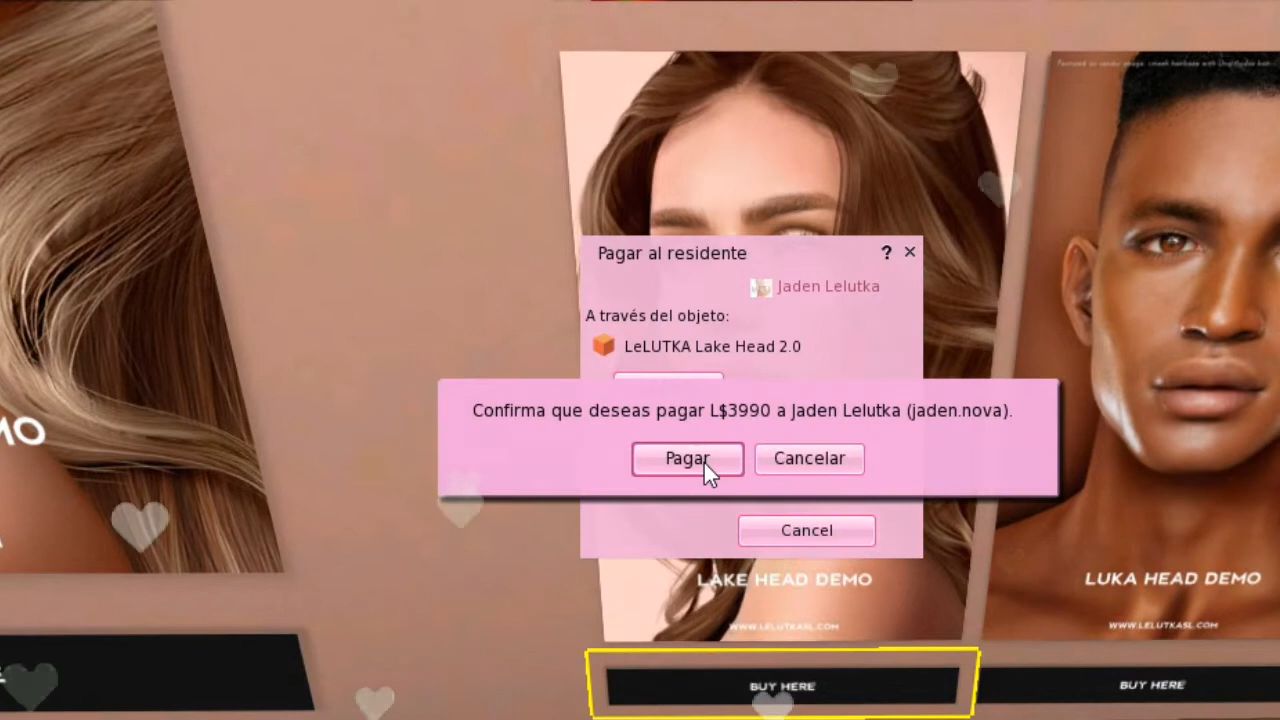 Pagar al residente ? ×
Jaden Lelutka
A través del objeto:
LeLUTKA Lake Head 2.0
Confirma que deseas pagar L$3990 a Jaden Lelutka (jaden.nova).
Pagar
Cancelar
Cancel
LAKE HEAD DEMO
WWW.LELUTKASL.COM
BUY HERE
LUKA HEAD DEMO
WWW.LELUTKASL.COM
BUY HERE